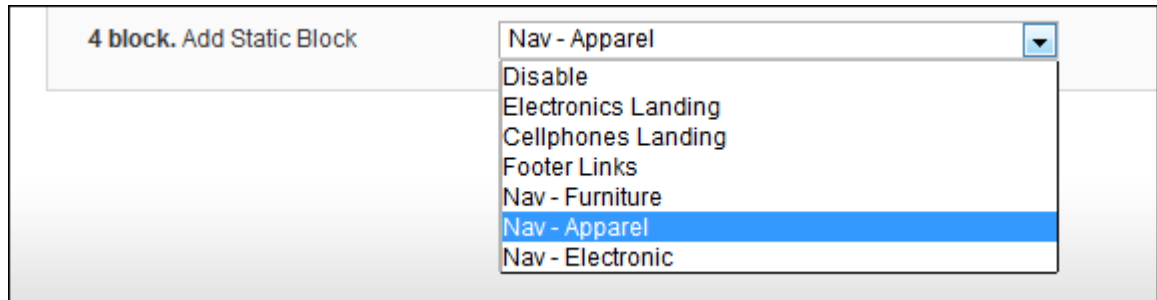 4 block. Add Static Block Nav - Apparel
Disable
Electronics Landing
Cellphones Landing
Footer Links
Nav - Furniture
Nav - Apparel
Nav - Electronic